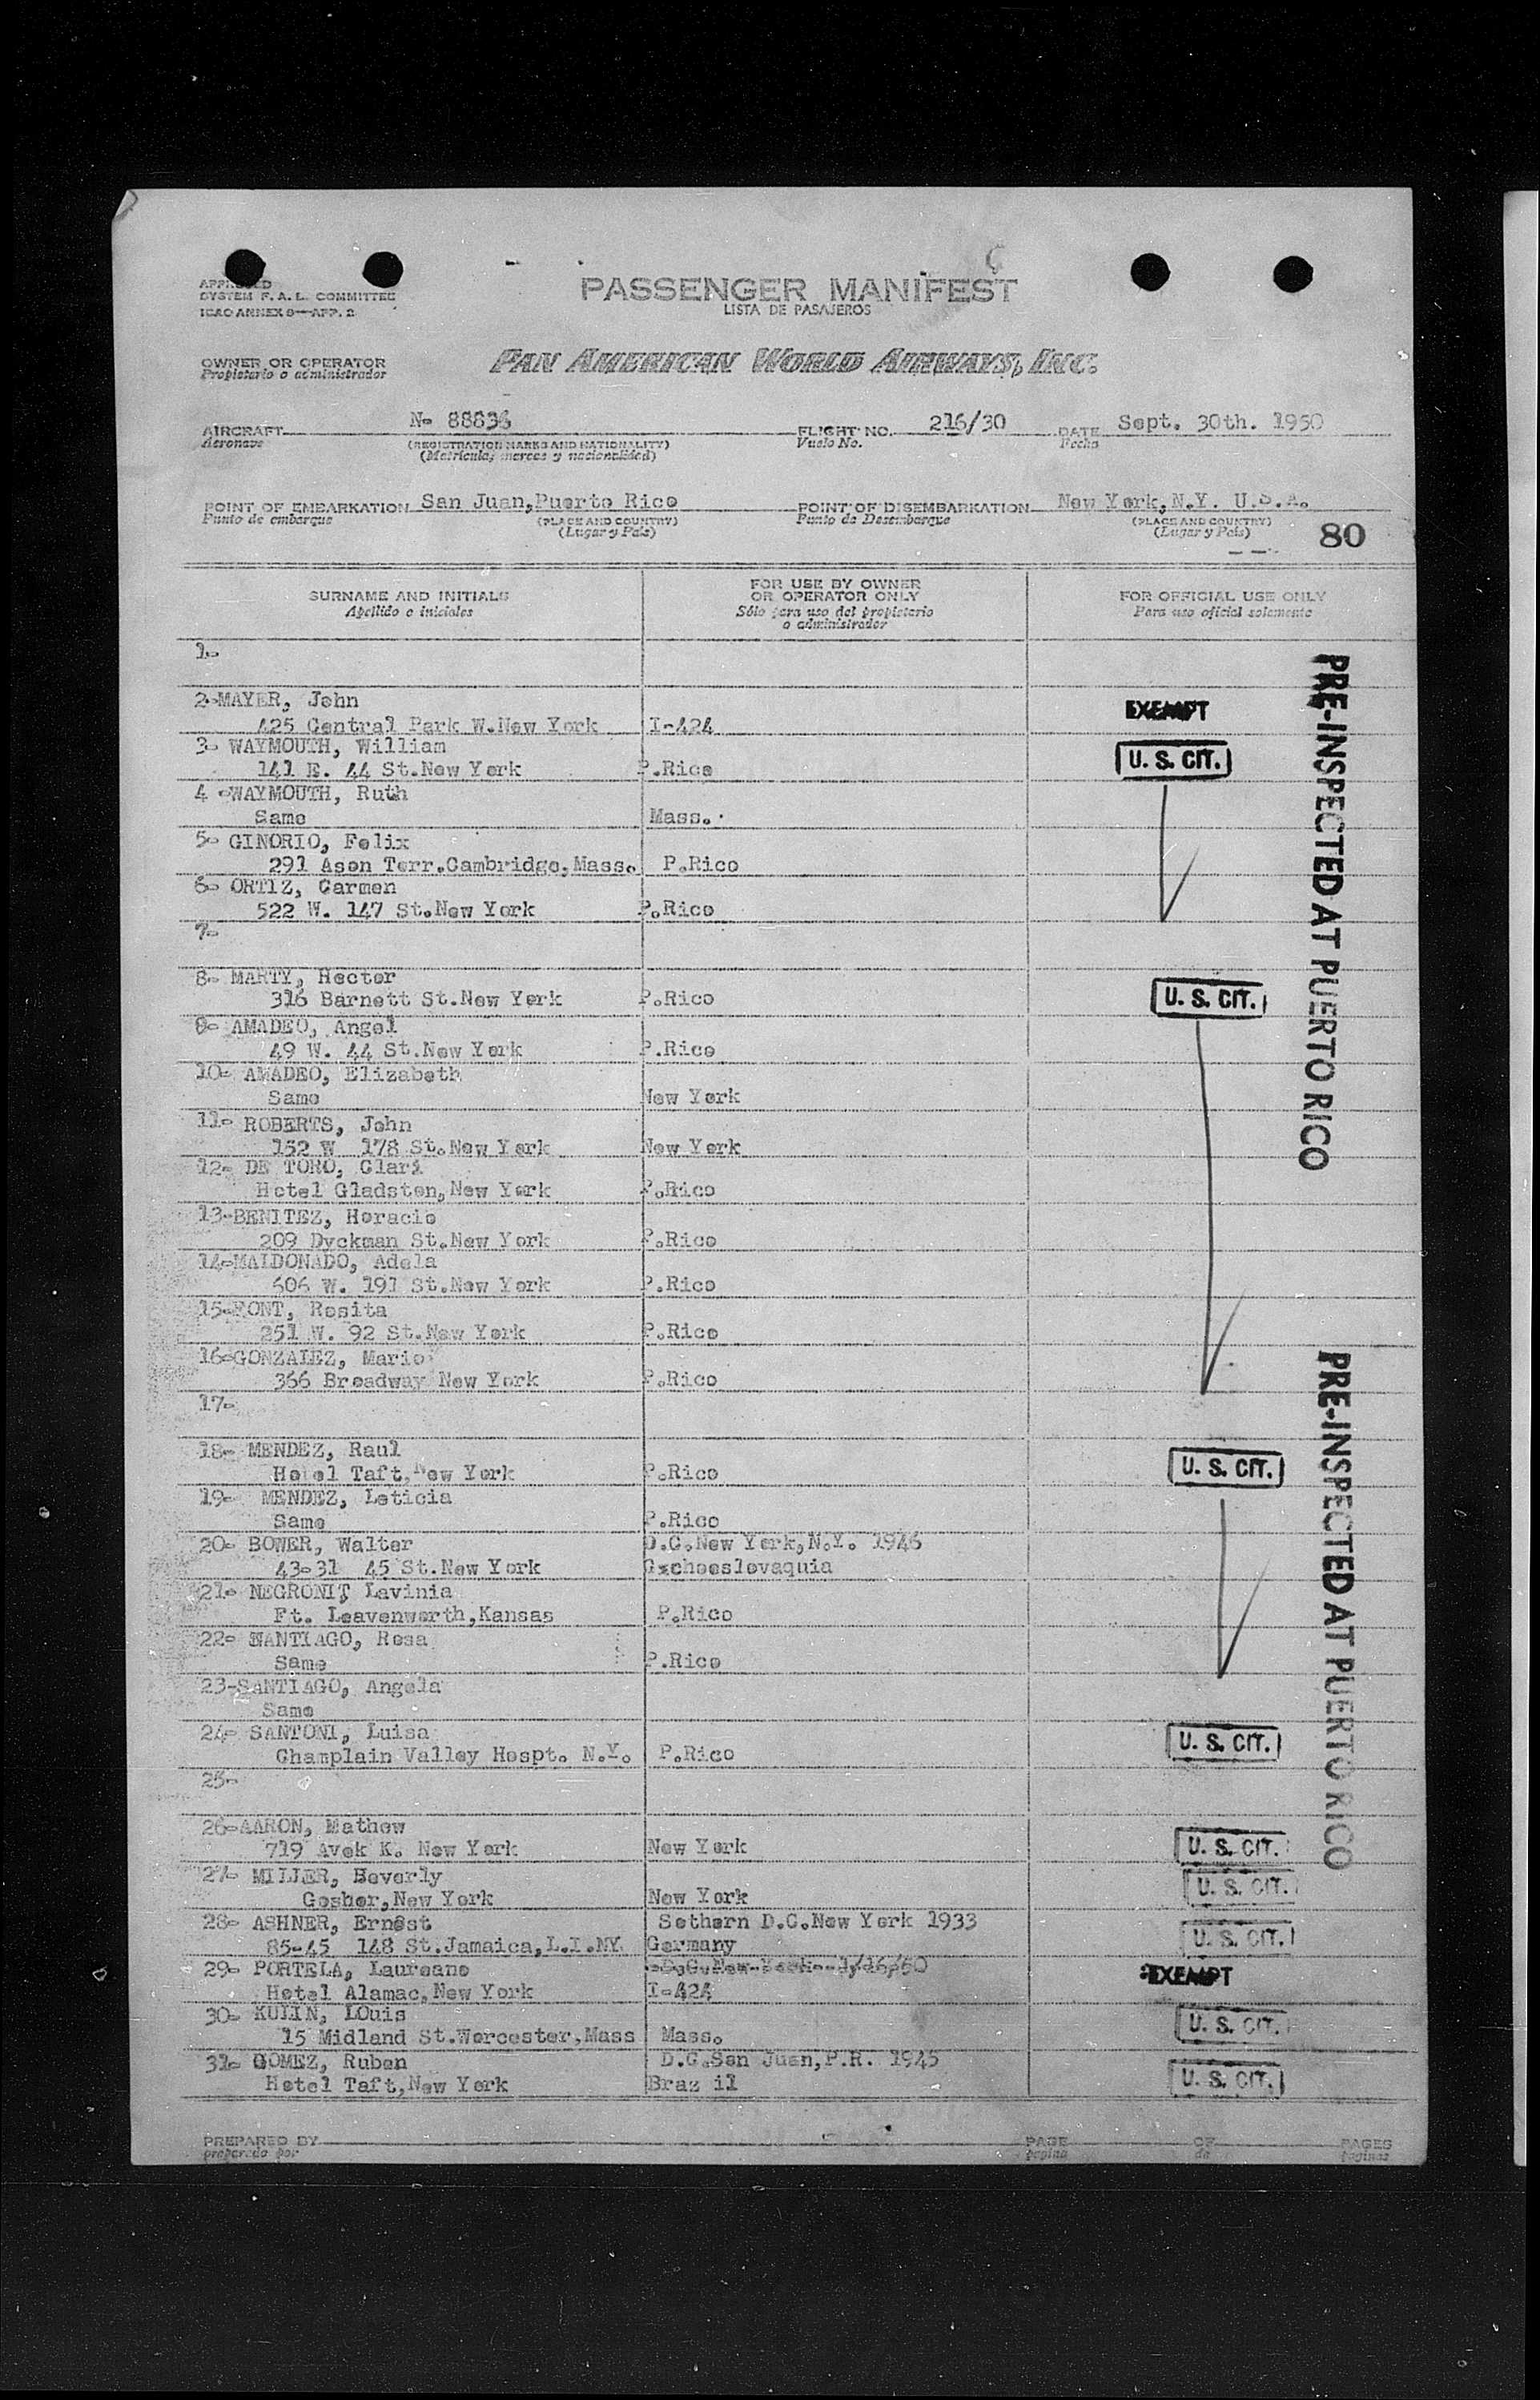 APPROVED
SYSTEM F. A. L. COMMITTEE
ICAO ANNEX 9—APP. 2
PASSENGER MANIFEST
LISTA DE PASAJEROS
OWNER OR OPERATOR
Propietario o administrador
PAN AMERICAN WORLD AIRWAYS, INC.
AIRCRAFT N- 88836 FLIGHT NO. 216/30 DATE Sept. 30th. 1950
Aeronave (REGISTRATION MARKS AND NATIONALITY) Vuelo No. Fecha
(Matricula, marcas y nacionalidad)
POINT OF EMBARKATION San Juan,Puerto Rico POINT OF DISEMBARKATION New York,N.Y. U.S.A.
Punto de embarque (PLACE AND COUNTRY) Punto de Desembarque (PLACE AND COUNTRY)
(Lugar y País) (Lugar y País)
80
SURNAME AND INITIALS FOR USE BY OWNER OR OPERATOR ONLY FOR OFFICIAL USE ONLY
Apellido e iniciales Sólo para uso del propietario o administrador Para uso oficial solamente
1-
2-MAYER, John
425 Central Park W.New York I-424 EXEMPT
3- WAYMOUTH, William
141 E. 44 St.New York P.Rico U. S. CIT.
4 -WAYMOUTH, Ruth
Same Mass.
5- GINORIO, Felix
291 Ason Terr.Cambridge,Mass. P.Rico
6- ORTIZ, Carmen
522 W. 147 St.New York P.Rico
7-
8- MARTY, Hector
316 Barnett St.New York P.Rico U. S. CIT.
9- AMADEO, Angel
49 W. 44 St.New York P.Rico
10- AMADEO, Elizabeth
Same New York
11- ROBERTS, John
152 W 178 St.New York New York
12- DE TORO, Clari
Hotel Gladsten,New York P.Rico
13-BENITEZ, Horacio
209 Dyckman St.New York P.Rico
14-MALDONADO, Adela
606 W. 191 St.New York P.Rico
15-FONT, Rosita
251 W. 92 St.New York P.Rico
16-GONZALEZ, Mario
366 Broadway New York P.Rico
17-
18- MENDEZ, Raul
Hotel Taft,New York P.Rico U. S. CIT.
19- MENDEZ, Leticia
Same P.Rico
20- BOWER, Walter D.C.New York,N.Y. 1946
43-31 45 St.New York Czchoeslovaquia
21- NEGRONI, Lavinia
Ft. Leavenworth,Kansas P.Rico
22- SANTIAGO, Rosa
Same P.Rico
23-SANTIAGO, Angela
Same
24- SANTONI, Luisa
Champlain Valley Hospt. N.Y. P.Rico U. S. CIT.
25-
26-AARON, Mathew
719 Avek K. New York New York U. S. CIT.
27- MILLER, Beverly
Gosher,New York New York U. S. CIT.
28- ASHNER, Ernest Sothern D.C.New York 1933
85-45 148 St.Jamaica,L.I.NY. Germany U. S. CIT.
29- PORTELA, Laureano D.C.New York 1/16/50 EXEMPT
Hotel Alamac,New York I-424
30- KULIN, LOuis
15 Midland St.Worcester,Mass Mass. U. S. CIT.
31- GOMEZ, Ruben D.C.San Juan,P.R. 1945
Hotel Taft,New York Braz il U. S. CIT.
PRE-INSPECTED AT PUERTO RICO
PRE-INSPECTED AT PUERTO RICO
PREPARED BY PAGE OF PAGES
preparado por pagina de paginas